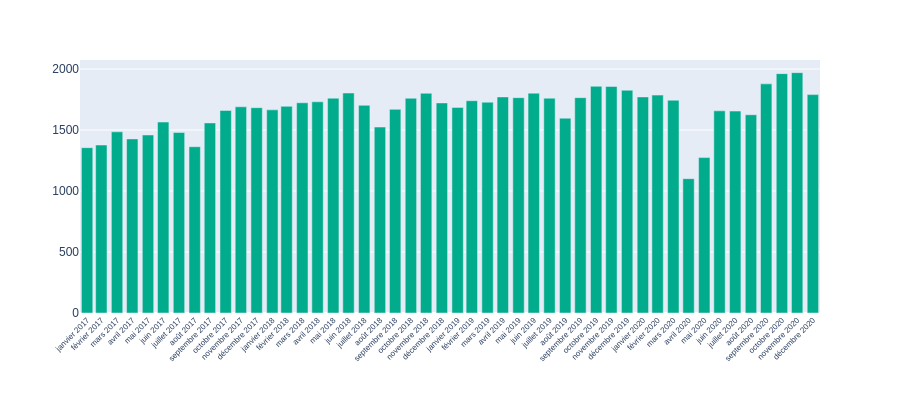 2000
1500
1000
500
0
janvier 2017
février 2017
mars 2017
avril 2017
mai 2017
juin 2017
juillet 2017
août 2017
septembre 2017
octobre 2017
novembre 2017
décembre 2017
janvier 2018
février 2018
mars 2018
avril 2018
mai 2018
juin 2018
juillet 2018
août 2018
septembre 2018
octobre 2018
novembre 2018
décembre 2018
janvier 2019
février 2019
mars 2019
avril 2019
mai 2019
juin 2019
juillet 2019
août 2019
septembre 2019
octobre 2019
novembre 2019
décembre 2019
janvier 2020
février 2020
mars 2020
avril 2020
mai 2020
juin 2020
juillet 2020
août 2020
septembre 2020
octobre 2020
novembre 2020
décembre 2020